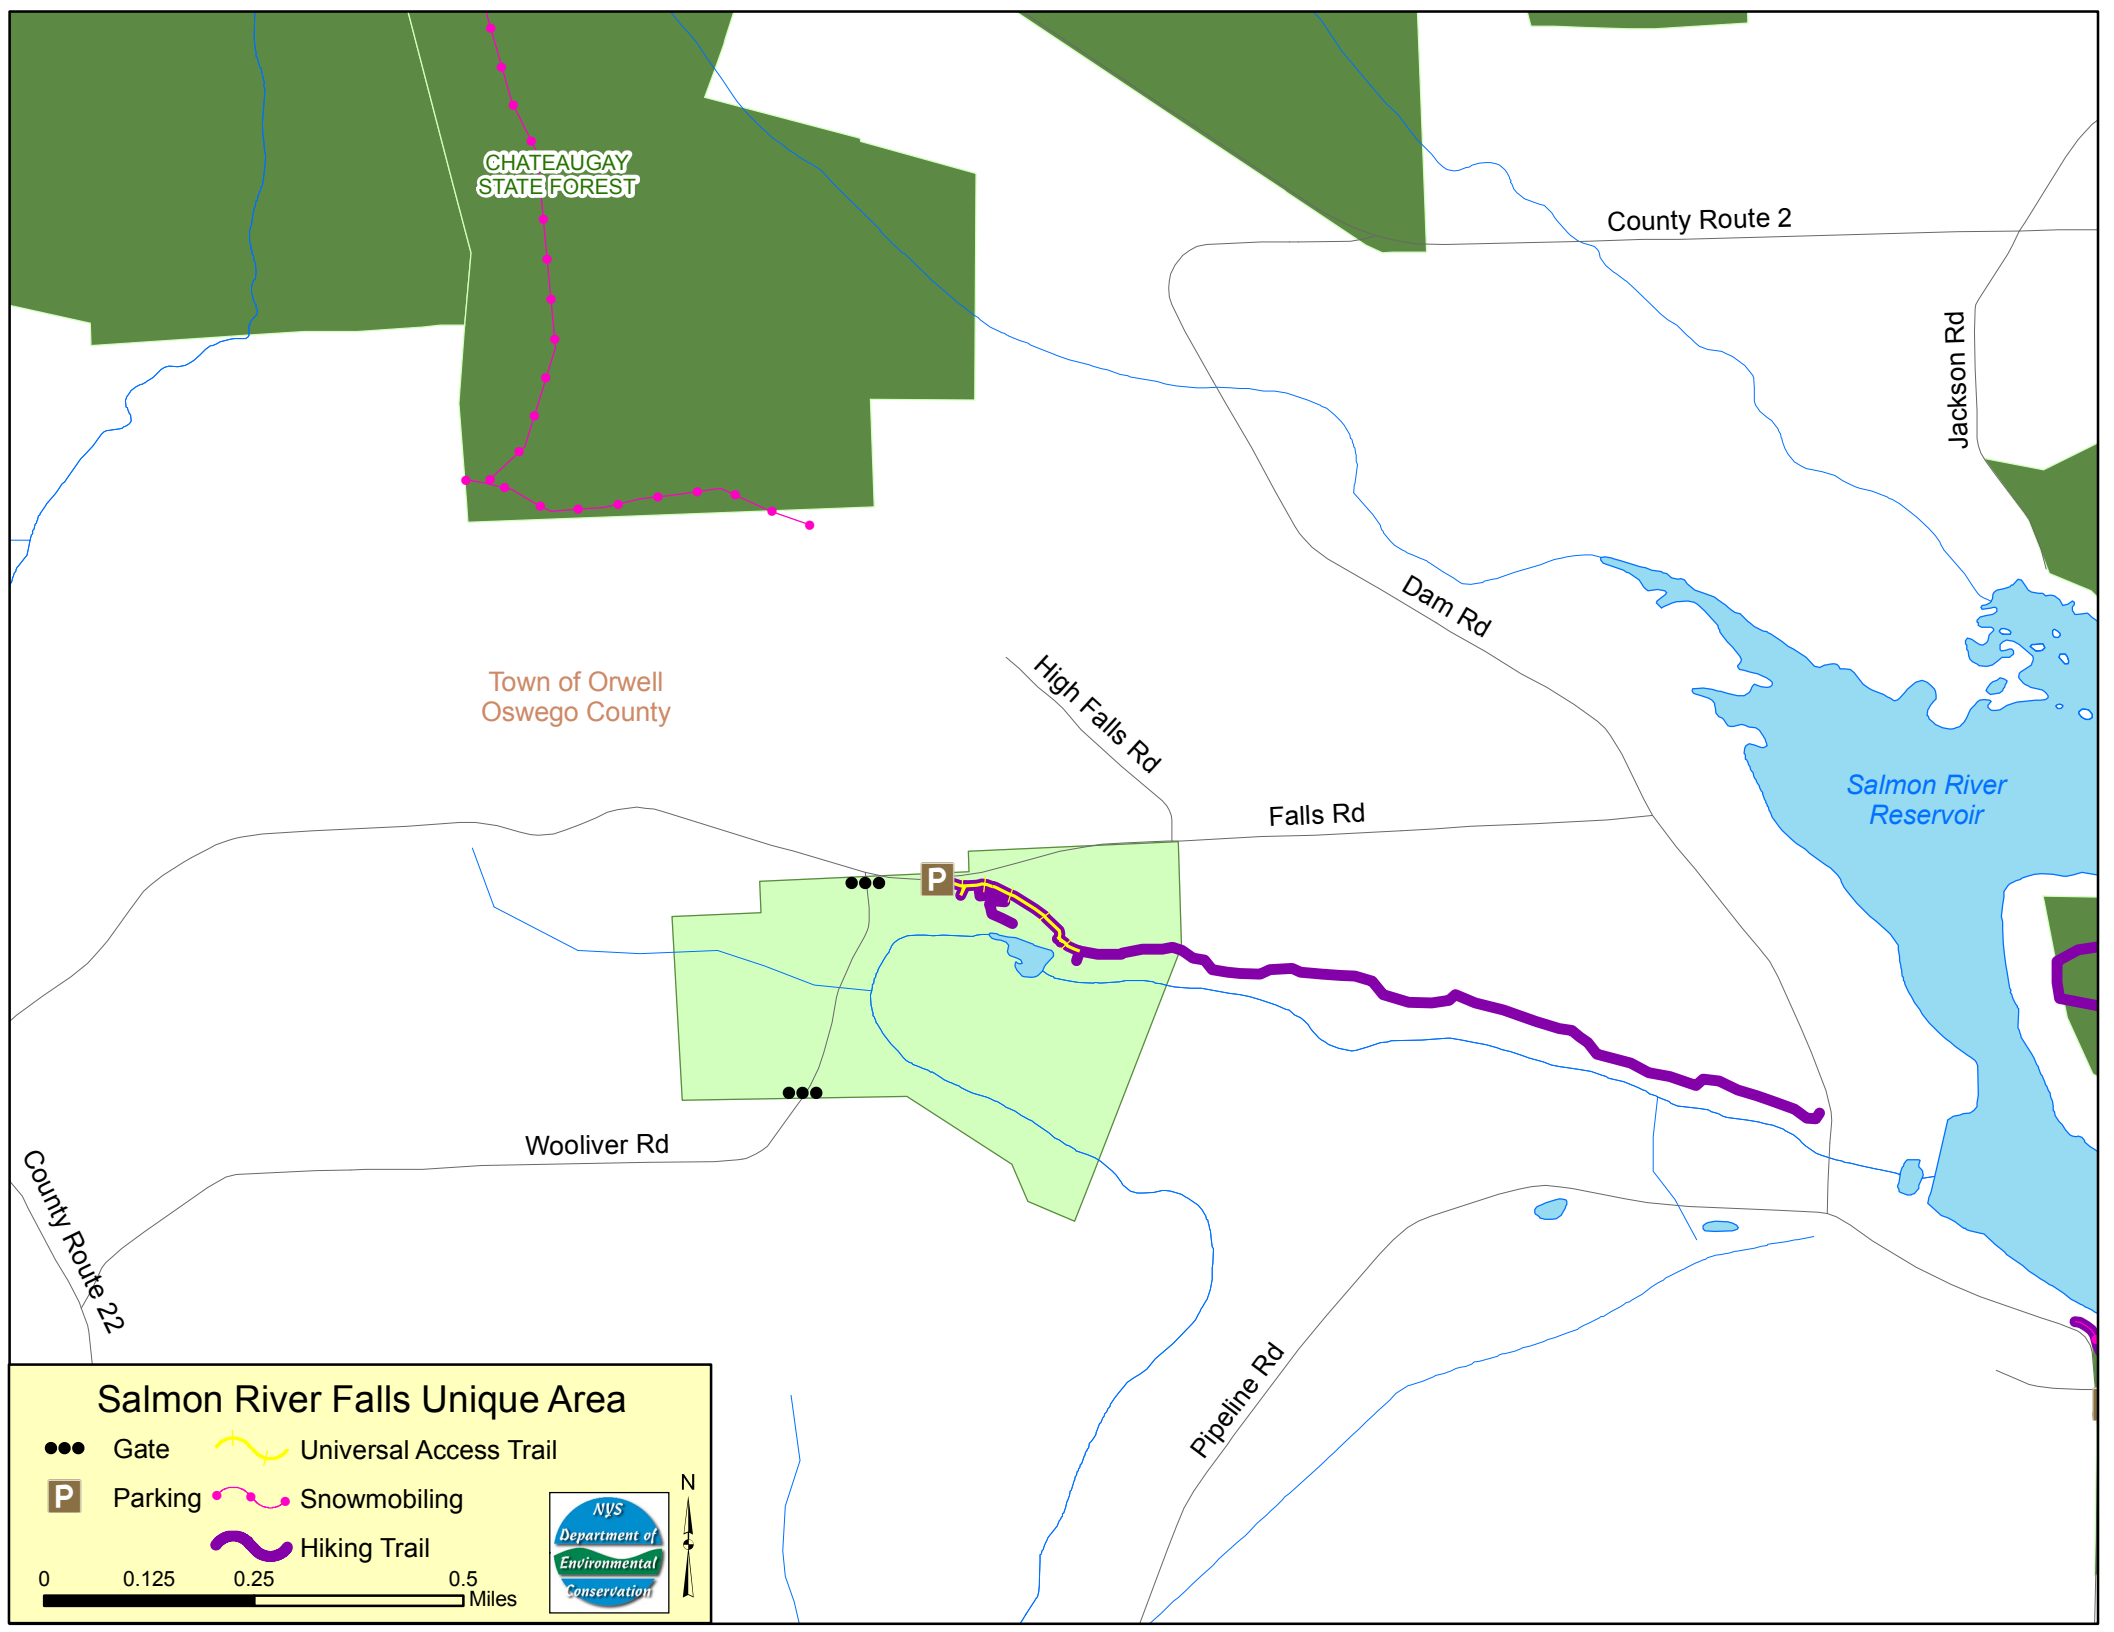 CHATEAUGAY
STATE FOREST
County Route 2
Jackson Rd
Dam Rd
High Falls Rd
Town of Orwell
Oswego County
Salmon River
Reservoir
Falls Rd
P
Wooliver Rd
County Route 22
Pipeline Rd
Salmon River Falls Unique Area
Gate
Universal Access Trail
P
Parking
Snowmobiling
Hiking Trail
N
NYS
Department of
Environmental
Conservation
0 0.125 0.25 0.5
Miles